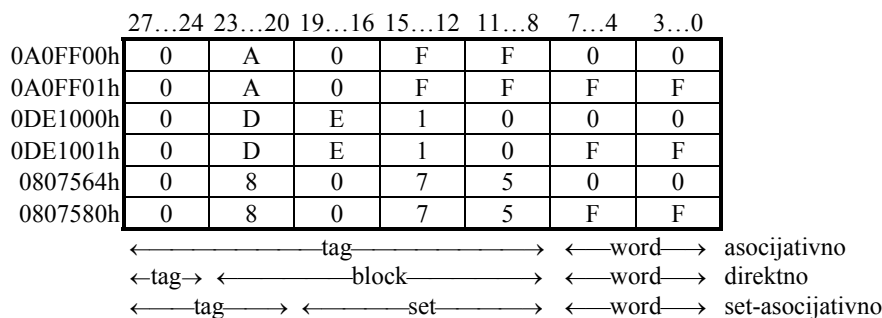 27…24 23…20 19…16 15…12 11…8 7…4 3…0
0A0FF00h 0 A 0 F F 0 0
0A0FF01h 0 A 0 F F F F
0DE1000h 0 D E 1 0 0 0
0DE1001h 0 D E 1 0 F F
0807564h 0 8 0 7 5 0 0
0807580h 0 8 0 7 5 F F
←——tag——→ ←—word—→ asocijativno
←tag→ ←——block——→ ←—word—→ direktno
←——tag——→ ←——set——→ ←—word—→ set-asocijativno